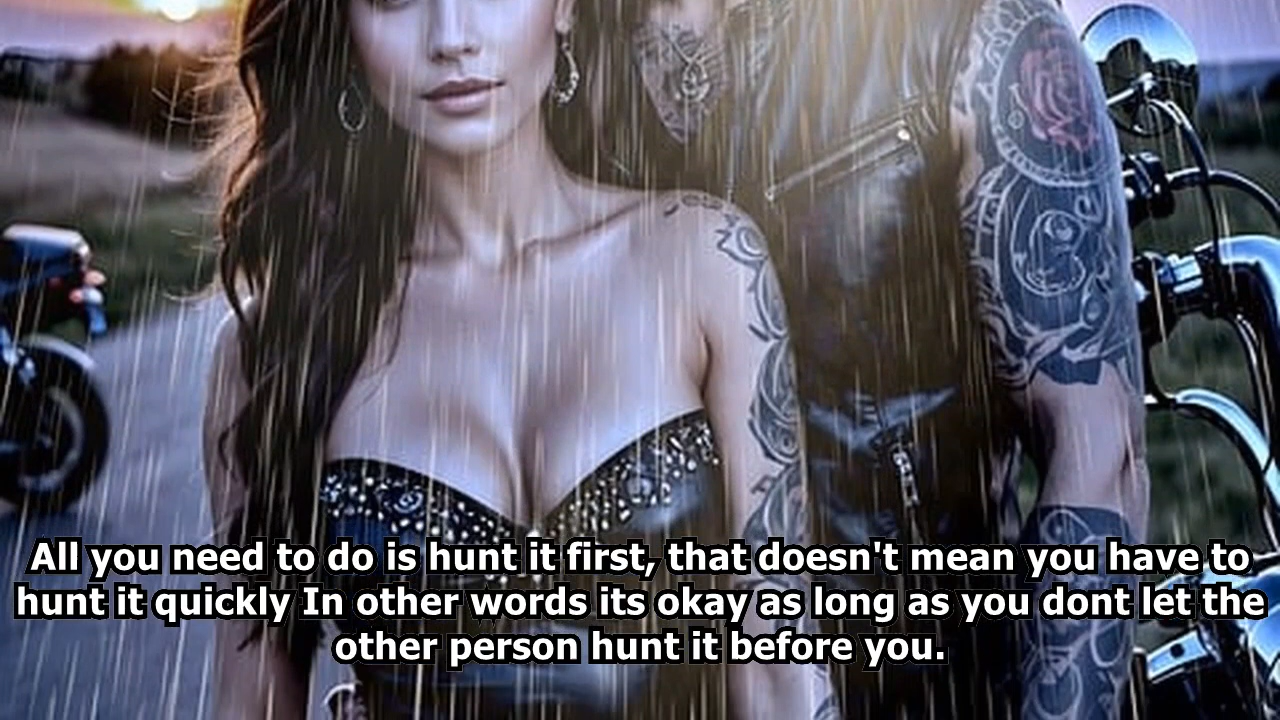 All you need to do is hunt it first, that doesn't mean you have to
hunt it quickly In other words its okay as long as you dont let the
other person hunt it before you.